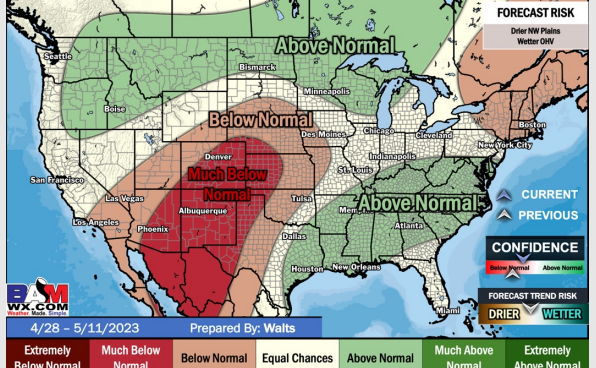 FORECAST RISK
Drier NW Plains
Wetter OHV
Above Normal
Seattle
Bismarck
Minneapolis
Boise
Below Normal
Des Moines
Chicago
Cleveland
Boston
New York City
Denver
Indianapolis
St. Louis
San Francisco
Much Below
Normal
Las Vegas
Tulsa
Above Normal
Los Angeles
Albuquerque
Atlanta
Phoenix
Dallas
Houston
New Orleans
Miami
CURRENT
PREVIOUS
CONFIDENCE
Below Normal Above Normal
FORECAST TREND RISK
DRIER WETTER
BAM
WX.COM
Weather. Made. Simple.
4/28 – 5/11/2023 Prepared By: Walts
Extremely
Below Normal
Much Below
Normal
Below Normal
Equal Chances
Above Normal
Much Above
Normal
Extremely
Above Normal